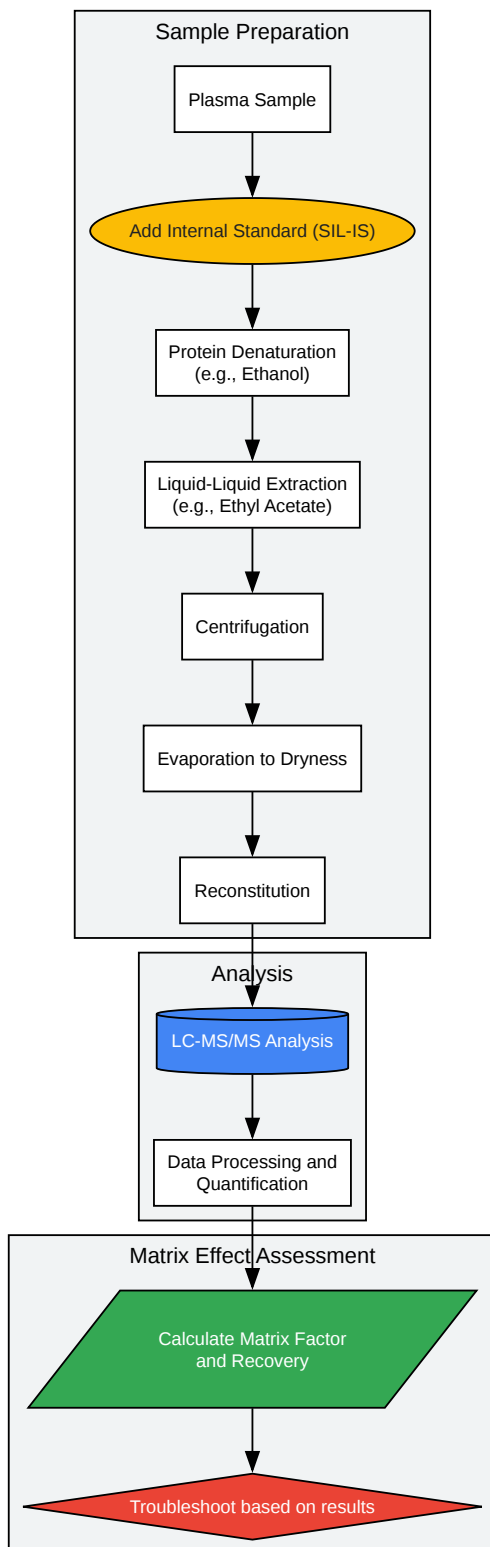 Sample Preparation
Plasma Sample
Add Internal Standard (SIL-IS)
Protein Denaturation
(e.g., Ethanol)
Liquid-Liquid Extraction
(e.g., Ethyl Acetate)
Centrifugation
Evaporation to Dryness
Reconstitution
Analysis
LC-MS/MS Analysis
Data Processing and
Quantification
Matrix Effect Assessment
Calculate Matrix Factor
and Recovery
Troubleshoot based on results